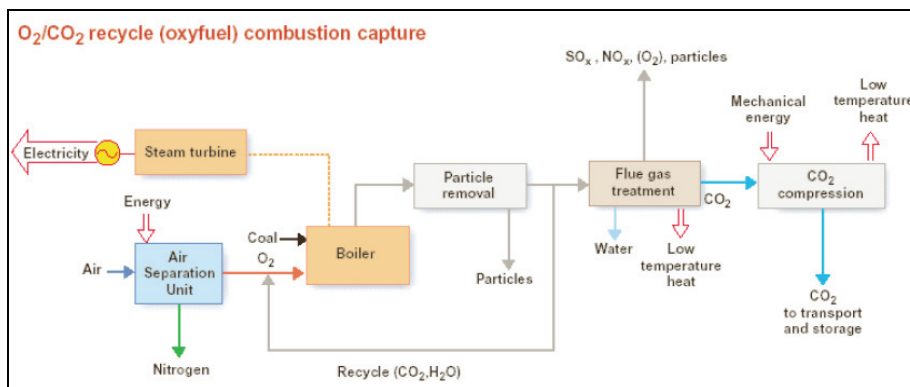 O₂/CO₂ recycle (oxyfuel) combustion capture
SOₓ , NOₓ, (O₂), particles
Mechanical
energy
Low
temperature
heat
Electricity
Steam turbine
Particle
removal
Flue gas
treatment
CO₂
CO₂
compression
Energy
Coal
O₂
Boiler
Air
Air
Separation
Unit
Particles
Water
Low
temperature
heat
CO₂
to transport
and storage
Nitrogen
Recycle (CO₂,H₂O)